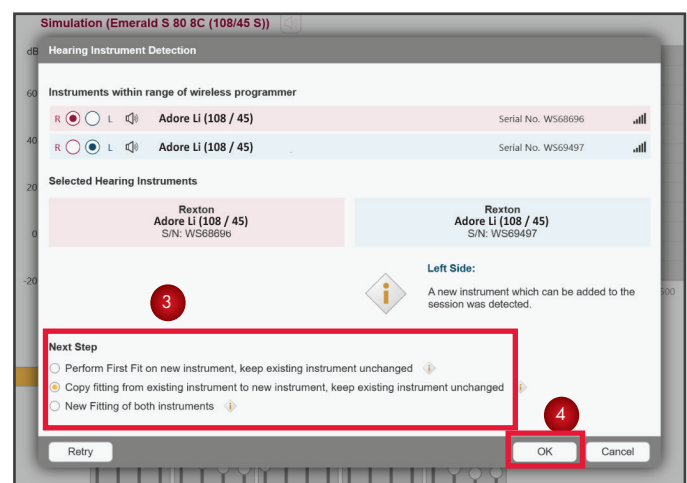 Simulation (Emerald S 80 8C (108/45 S))
dB
Hearing Instrument Detection
60
Instruments within range of wireless programmer
R L Adore Li (108 / 45) Serial No. WS68696
40
R L Adore Li (108 / 45) Serial No. WS69497
20
Selected Hearing Instruments
Rexton
Adore Li (108 / 45)
S/N: WS68696
Rexton
Adore Li (108 / 45)
S/N: WS69497
0
Left Side:
-20
A new instrument which can be added to the
session was detected.
500
3
Next Step
Perform First Fit on new instrument, keep existing instrument unchanged
Copy fitting from existing instrument to new instrument, keep existing instrument unchanged
New Fitting of both instruments
4
Retry
OK
Cancel